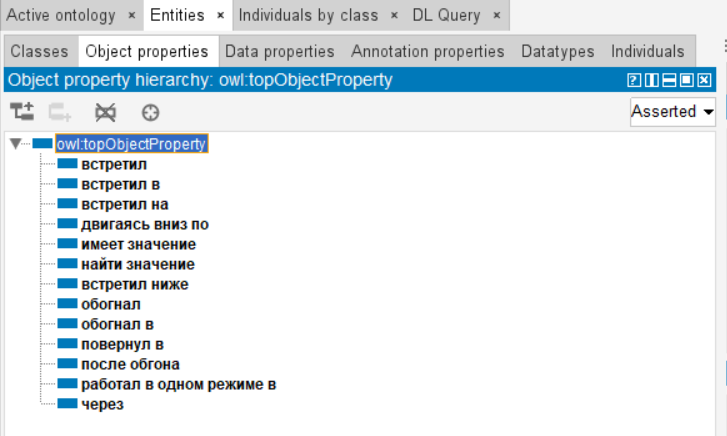 Active ontology × Entities × Individuals by class × DL Query ×
Classes Object properties Data properties Annotation properties Datatypes Individuals
Object property hierarchy: owl:topObjectProperty
Asserted
owl:topObjectProperty
встретил
встретил в
встретил на
двигаясь вниз по
имеет значение
найти значение
встретил ниже
обогнал
обогнал в
повернул в
после обгона
работал в одном режиме в
через